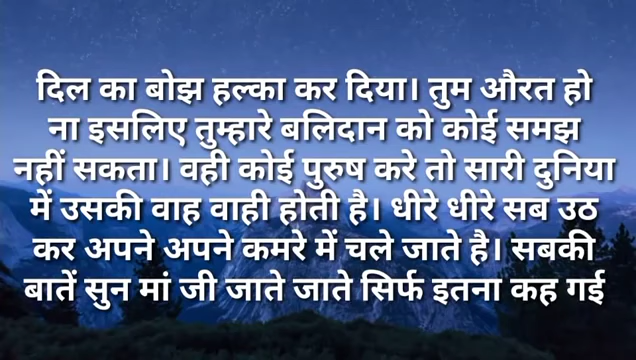 दिल का बोझ हल्का कर दिया। तुम औरत हो
ना इसलिए तुम्हारे बलिदान को कोई समझ
नहीं सकता। वही कोई पुरुष करे तो सारी दुनिया
में उसकी वाह वाही होती है। धीरे धीरे सब उठ
कर अपने अपने कमरे में चले जाते है। सबकी
बातें सुन मां जी जाते जाते सिर्फ इतना कह गई